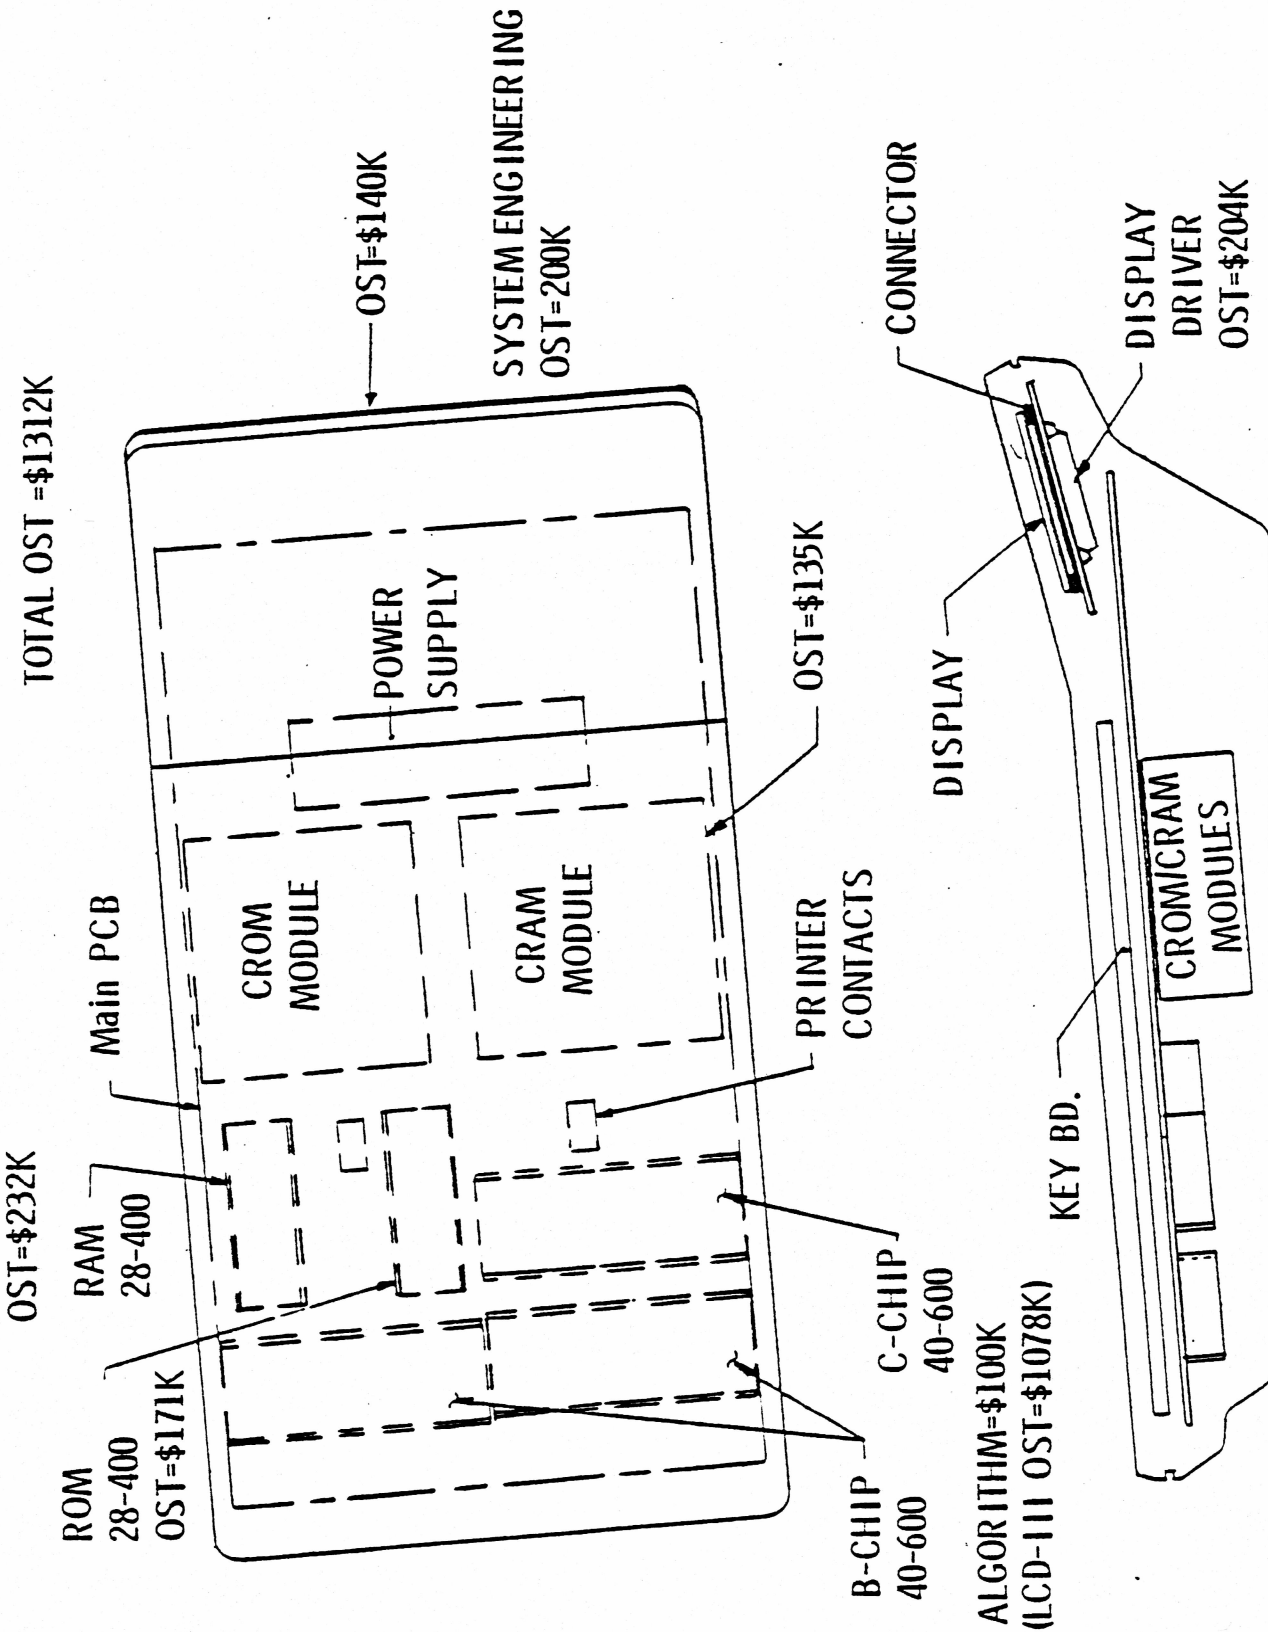 TOTAL OST =$1312K
OST=$232K
RAM
28-400
Main PCB
ROM
28-400
OST=$171K
CROM
MODULE
POWER
SUPPLY
OST=$140K
SYSTEM ENGINEERING
OST=200K
CRAM
MODULE
OST=$135K
PRINTER
CONTACTS
C-CHIP
40-600
B-CHIP
40-600
ALGORITHM=$100K
(LCD-III OST=$1078K)
KEY BD.
DISPLAY
CONNECTOR
DISPLAY
DRIVER
OST=$204K
CROM/CRAM
MODULES